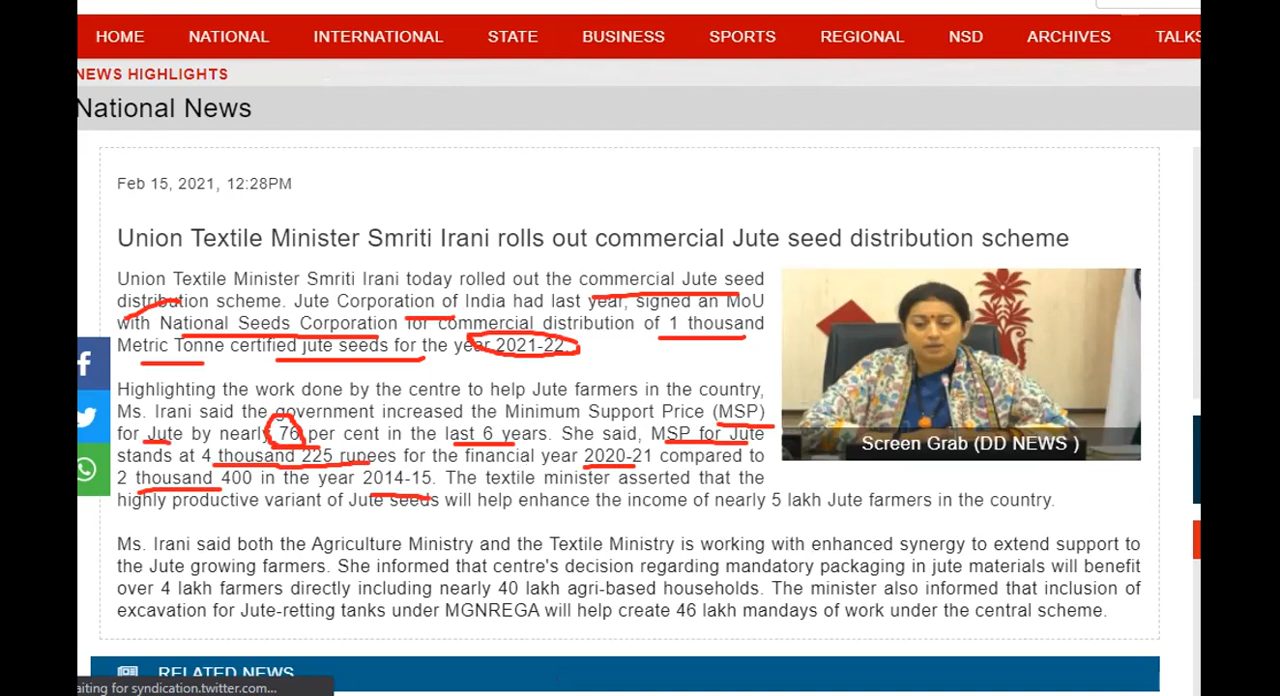 HOME NATIONAL INTERNATIONAL STATE BUSINESS SPORTS REGIONAL NSD ARCHIVES TALKS
NEWS HIGHLIGHTS
National News
Feb 15, 2021, 12:28PM
Union Textile Minister Smriti Irani rolls out commercial Jute seed distribution scheme
Union Textile Minister Smriti Irani today rolled out the commercial Jute seed
distribution scheme. Jute Corporation of India had last year, signed an MoU
with National Seeds Corporation for commercial distribution of 1 thousand
Metric Tonne certified jute seeds for the year 2021-22.
Highlighting the work done by the centre to help Jute farmers in the country,
Ms. Irani said the government increased the Minimum Support Price (MSP)
for Jute by nearly 76 per cent in the last 6 years. She said, MSP for Jute
stands at 4 thousand 225 rupees for the financial year 2020-21 compared to
2 thousand 400 in the year 2014-15. The textile minister asserted that the
highly productive variant of Jute seeds will help enhance the income of nearly 5 lakh Jute farmers in the country.
Screen Grab (DD NEWS )
Ms. Irani said both the Agriculture Ministry and the Textile Ministry is working with enhanced synergy to extend support to
the Jute growing farmers. She informed that centre's decision regarding mandatory packaging in jute materials will benefit
over 4 lakh farmers directly including nearly 40 lakh agri-based households. The minister also informed that inclusion of
excavation for Jute-retting tanks under MGNREGA will help create 46 lakh mandays of work under the central scheme.
RELATED NEWS
aiting for syndication.twitter.com...